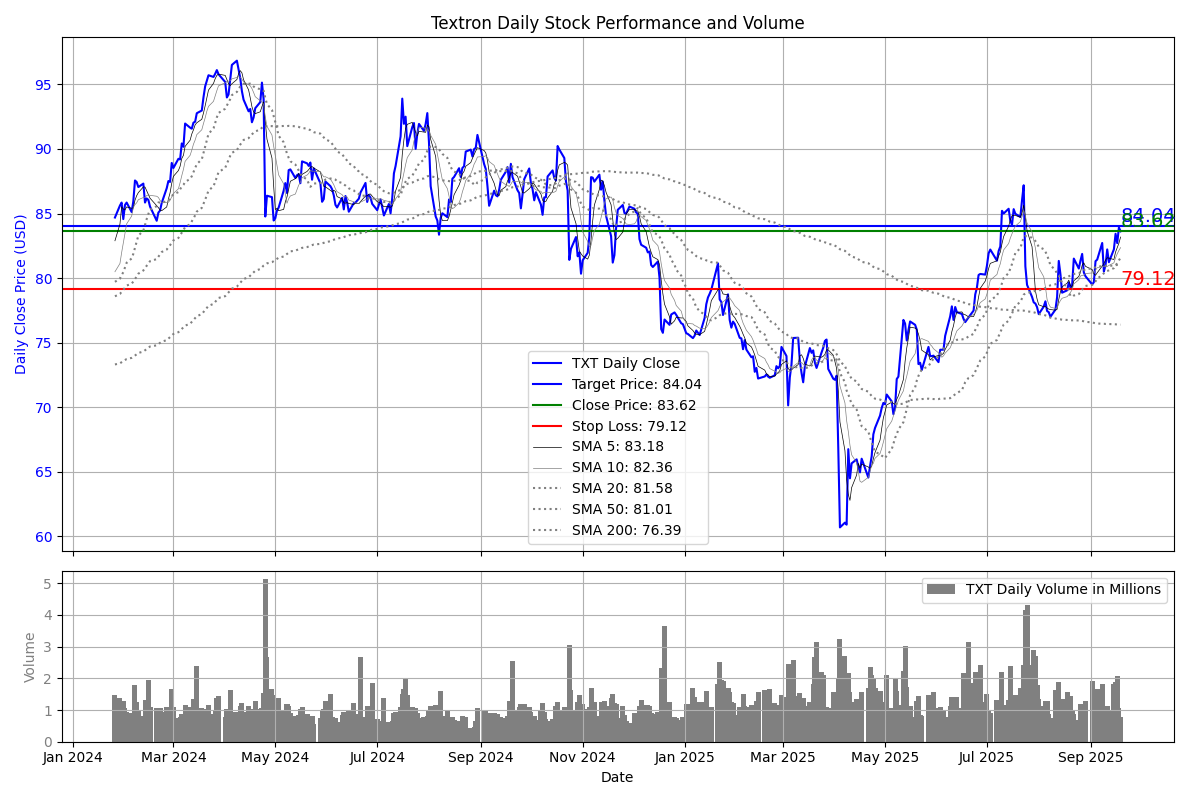 Textron Daily Stock Performance and Volume
Daily Close Price (USD)
95
90
85
80
75
70
65
60
84.04
83.62
79.12
TXT Daily Close
Target Price: 84.04
Close Price: 83.62
Stop Loss: 79.12
SMA 5: 83.18
SMA 10: 82.36
SMA 20: 81.58
SMA 50: 81.01
SMA 200: 76.39
Volume
5
4
3
2
1
0
TXT Daily Volume in Millions
Jan 2024 Mar 2024 May 2024 Jul 2024 Sep 2024 Nov 2024 Jan 2025 Mar 2025 May 2025 Jul 2025 Sep 2025
Date